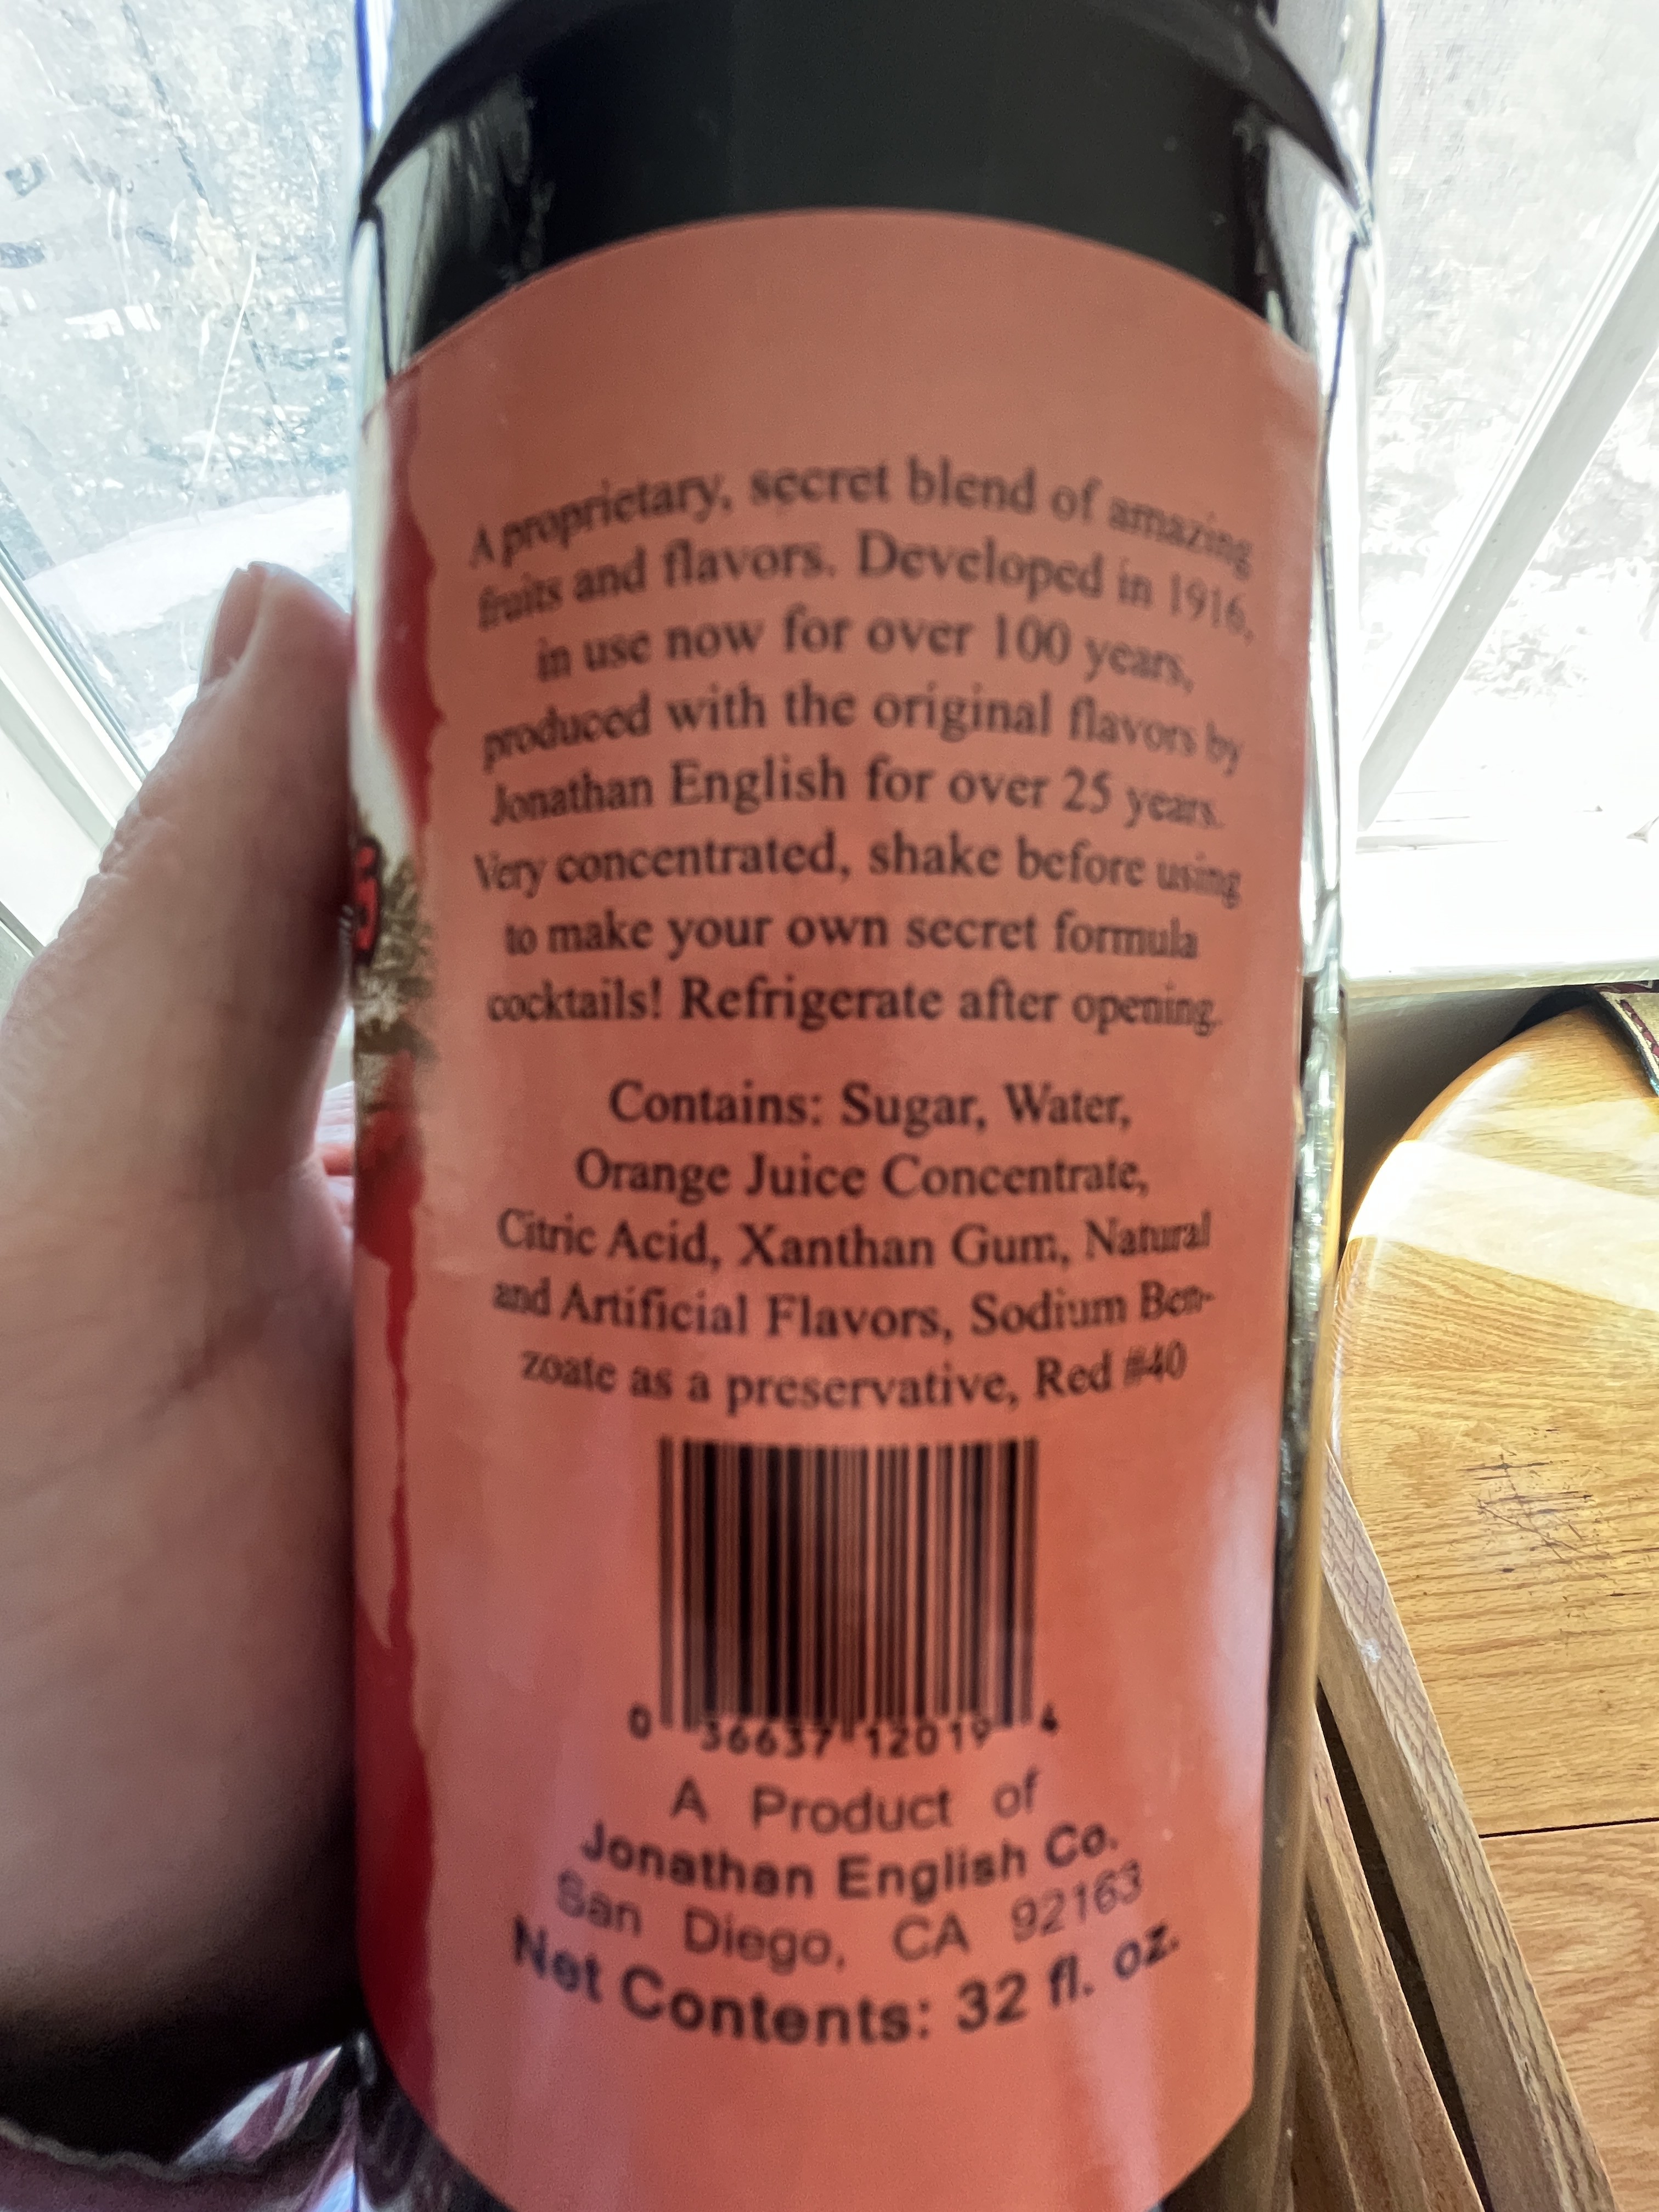 A proprietary, secret blend of amazing
fruits and flavors. Developed in 1916,
in use now for over 100 years,
produced with the original flavors by
Jonathan English for over 25 years.
Very concentrated, shake before using
to make your own secret formula
cocktails! Refrigerate after opening.
Contains: Sugar, Water,
Orange Juice Concentrate,
Citric Acid, Xanthan Gum, Natural
and Artificial Flavors, Sodium Ben-
zoate as a preservative, Red #40
0 36637 12019 4
A Product of
Jonathan English Co.
San Diego, CA 92163
Net Contents: 32 fl. oz.